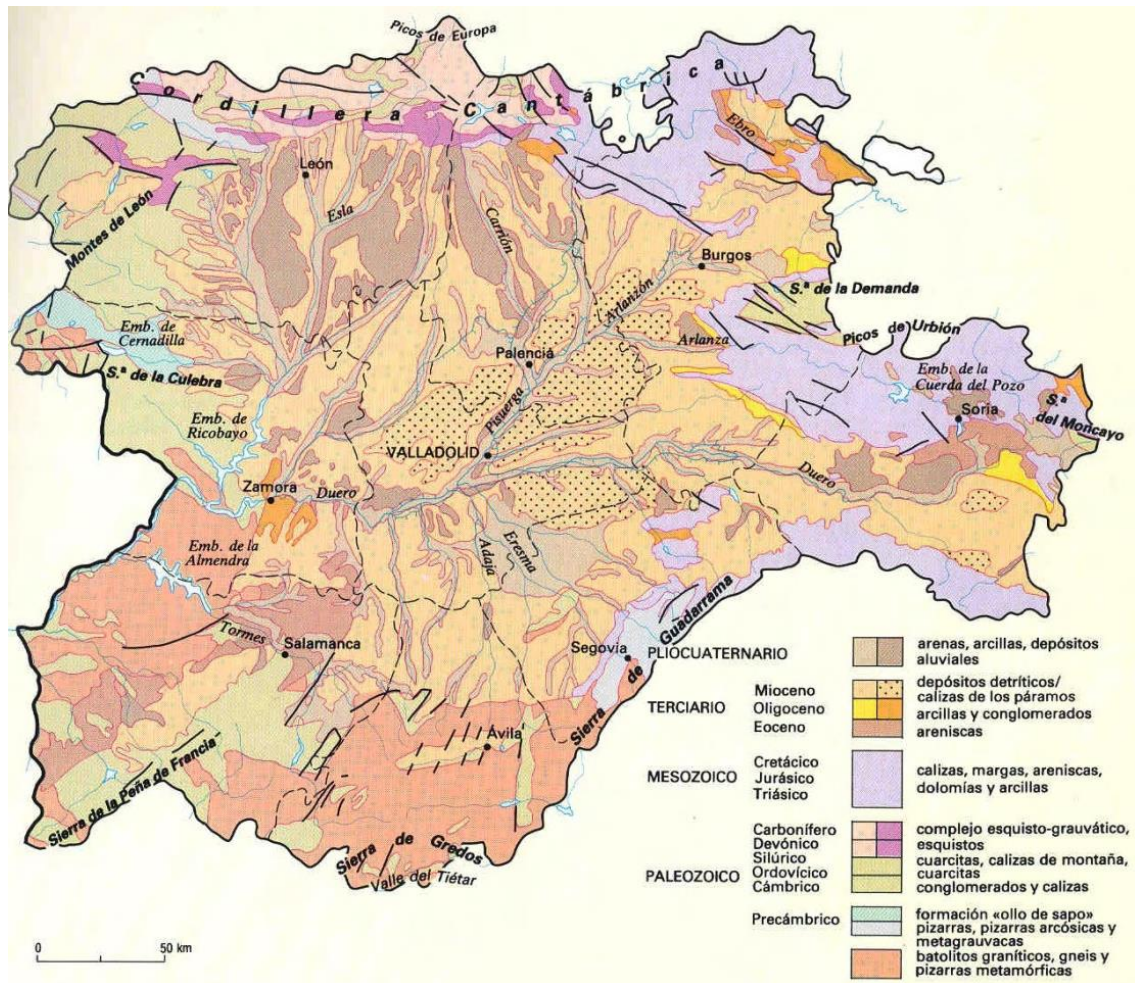 Picos de Europa
Cordillera Cantábrica
Ebro
León
Esla
Carrión
Montes de León
Burgos
Arlanzón
S.ª de la Demanda
Emb. de
Cernadilla
Palencia
Arlanza
Picos de Urbión
S.ª de la Culebra
Pisuerga
Emb. de la
Cuerda del Pozo
S.ª
del Moncayo
Emb. de
Ricobayo
Soria
VALLADOLID
Zamora
Duero
Duero
Emb. de la
Almendra
Adaja
Eresma
Tormes
Salamanca
Segovia
Sierra de Guadarrama
Ávila
Sierra de la Peña de Francia
Sierra de Gredos
Valle del Tiétar
PLIOCUATERNARIO
arenas, arcillas, depósitos
aluviales
TERCIARIO
Mioceno
Oligoceno
Eoceno
depósitos detríticos/
calizas de los páramos
arcillas y conglomerados
areniscas
MESOZOICO
Cretácico
Jurásico
Triásico
calizas, margas, areniscas,
dolomías y arcillas
PALEOZOICO
Carbonífero
Devónico
Silúrico
Ordovícico
Cámbrico
complejo esquisto-grauvático,
esquistos
cuarcitas, calizas de montaña,
cuarcitas
conglomerados y calizas
Precámbrico
formación «ollo de sapo»
pizarras, pizarras arcósicas y
metagrauvacas
batolitos graníticos, gneis y
pizarras metamórficas
0 50 km